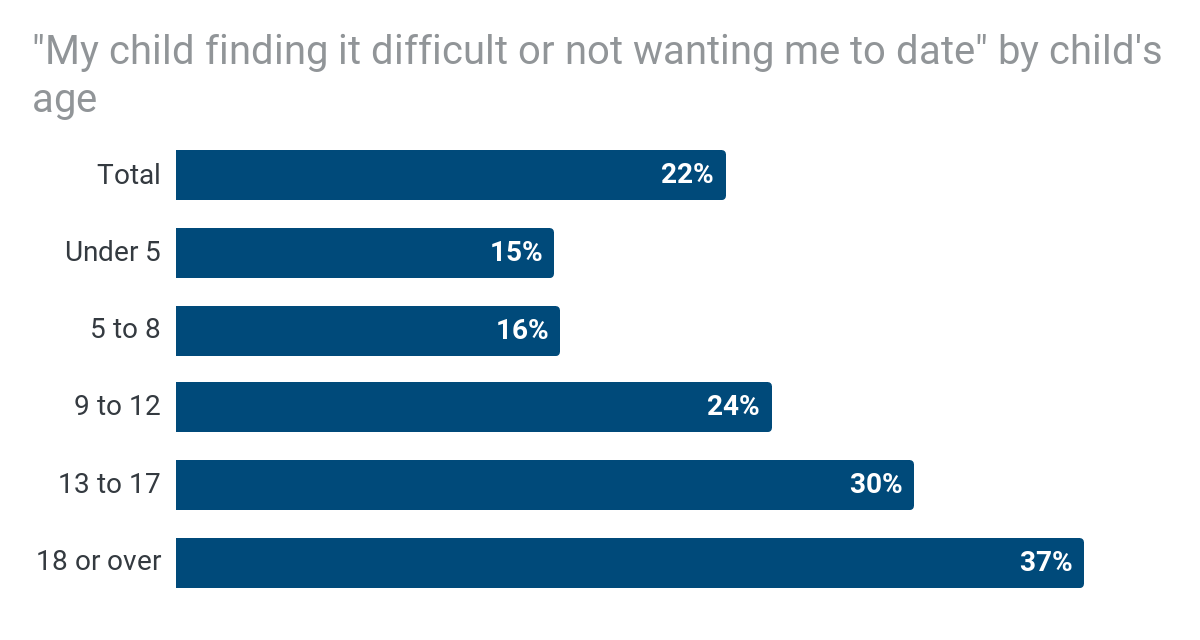 "My child finding it difficult or not wanting me to date" by child's
age
Total 22%
Under 5 15%
5 to 8 16%
9 to 12 24%
13 to 17 30%
18 or over 37%